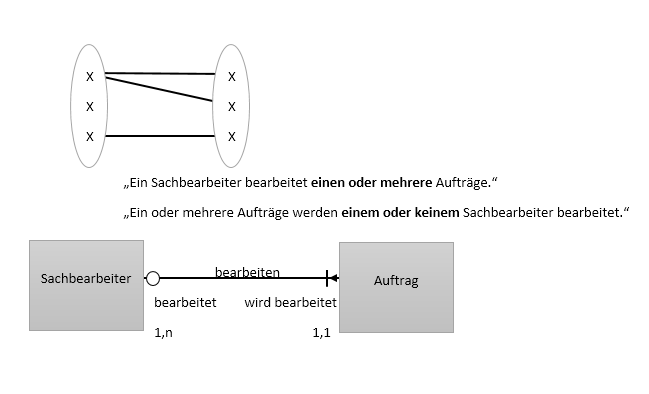 X X
X X
X X
„Ein Sachbearbeiter bearbeitet einen oder mehrere Aufträge.“
„Ein oder mehrere Aufträge werden einem oder keinem Sachbearbeiter bearbeitet.“
Sachbearbeiter bearbeiten Auftrag
bearbeitet wird bearbeitet
1,n 1,1